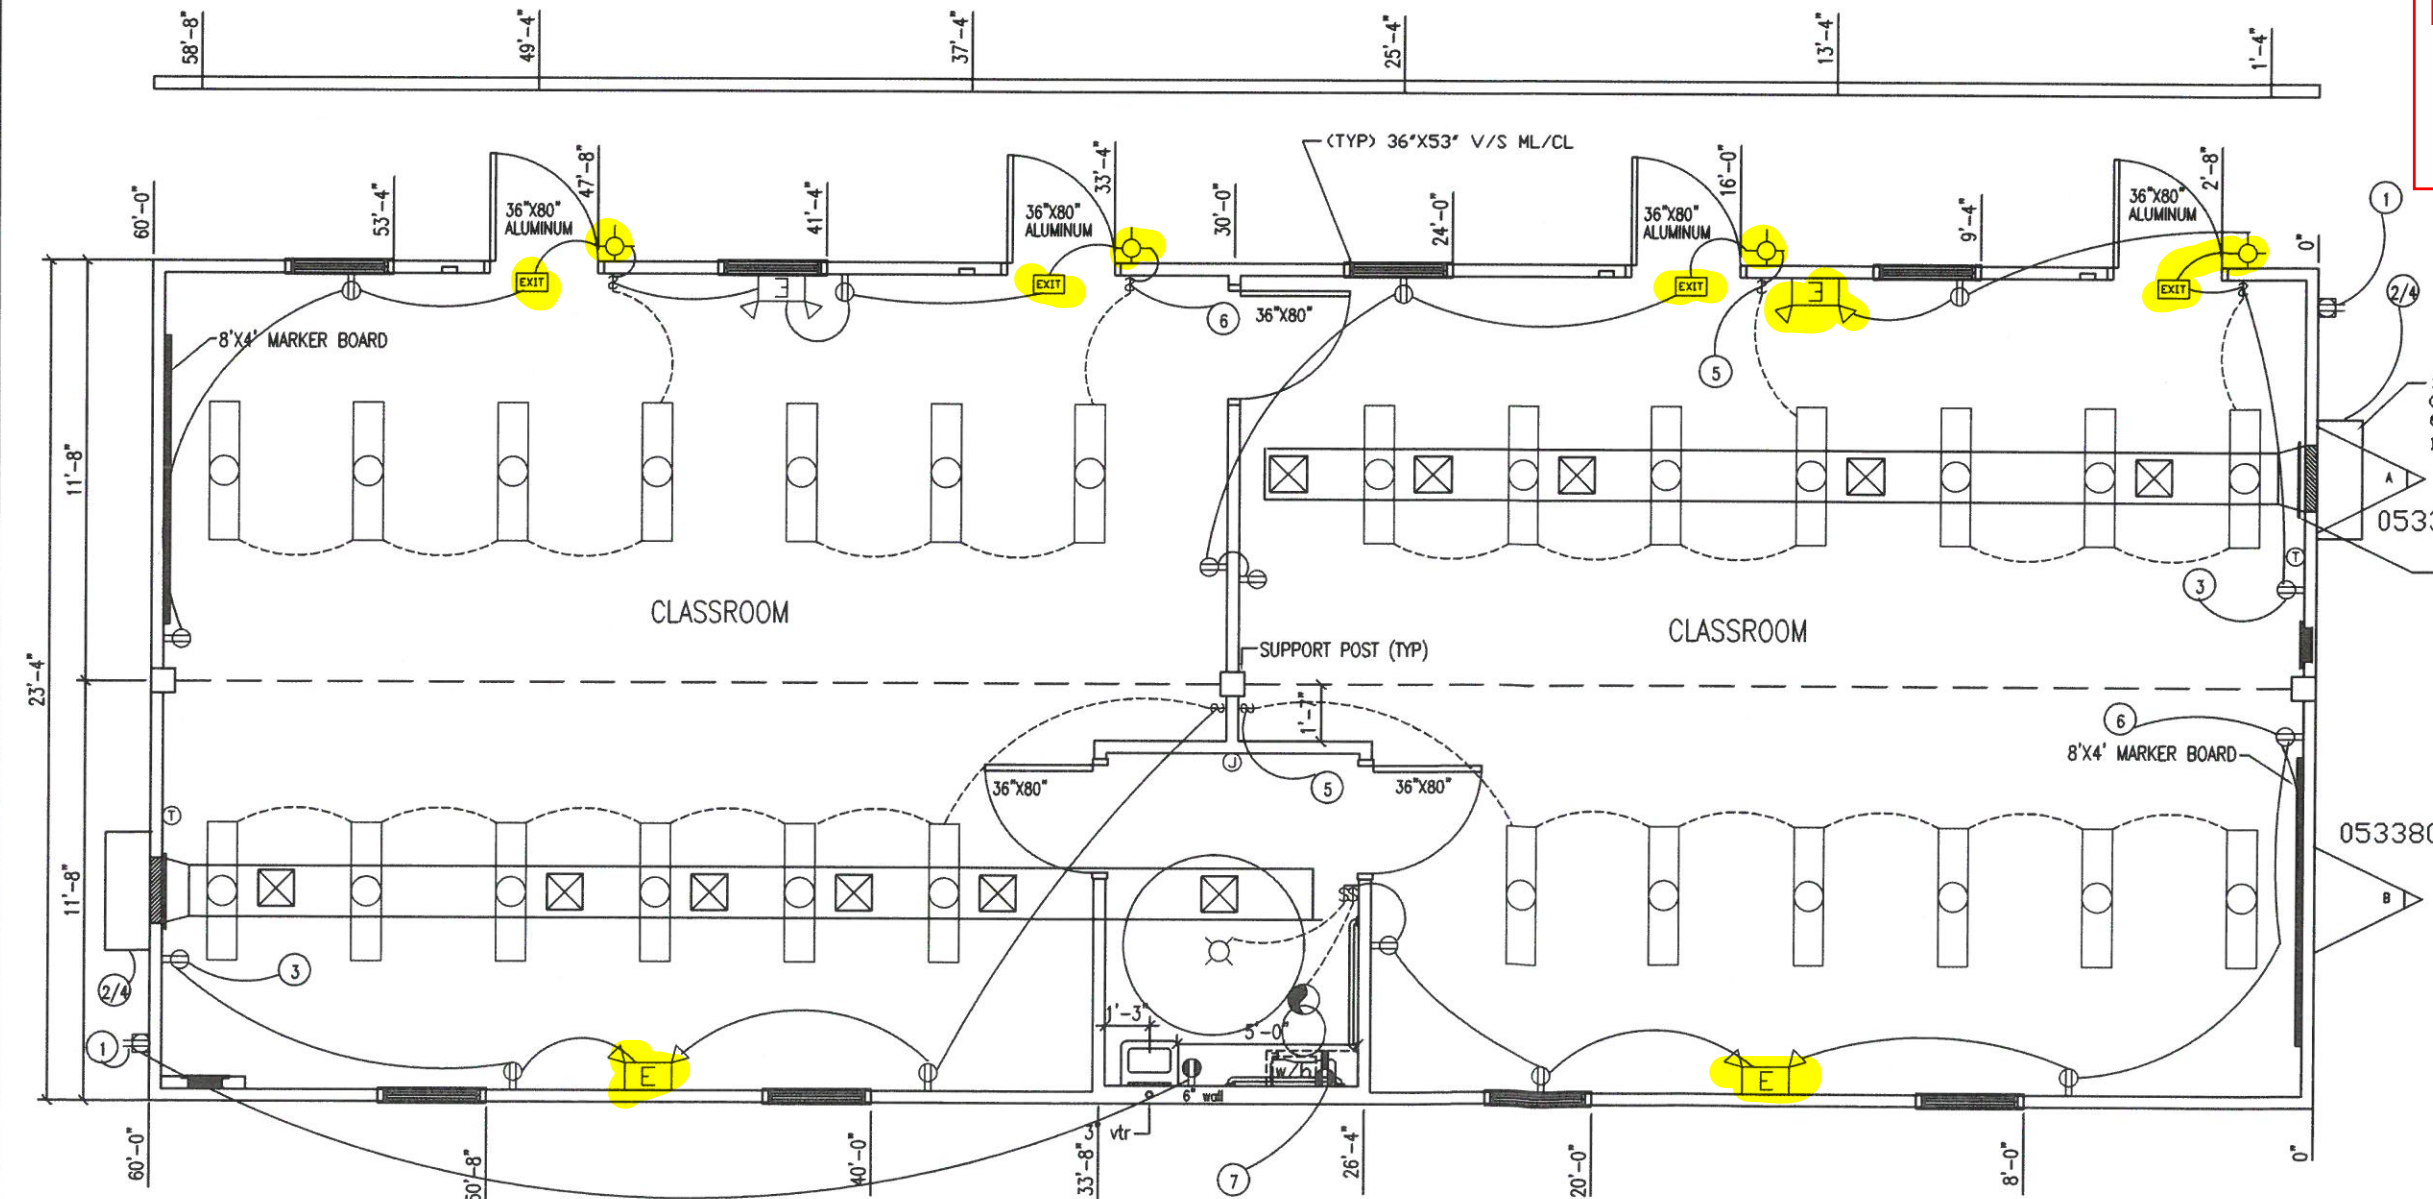 58'-8"
49'-4"
37'-4"
25'-4"
13'-4"
1'-4"
(TYP) 36"X53" V/S ML/CL
60'-0"
53'-4"
36"X80"
ALUMINUM
47'-8"
41'-4"
36"X80"
ALUMINUM
33'-4"
30'-0"
24'-0"
36"X80"
ALUMINUM
16'-0"
9'-4"
36"X80"
ALUMINUM
2'-8"
0"
1
2/4
EXIT
E
EXIT
6
36"X80"
EXIT
5
E
EXIT
8'X4' MARKER BOARD
11'-8"
A
T
3
CLASSROOM
CLASSROOM
SUPPORT POST (TYP)
23'-4"
1'-7"
6
8'X4' MARKER BOARD
J
36"X80"
5
36"X80"
T
B
11'-8"
3
2/4
1
1'-3"
5'-0"
E
w/h
E
6" wall
3" vtr
7
60'-0"
40'-0"
33'-8"
26'-4"
20'-0"
8'-0"
0"